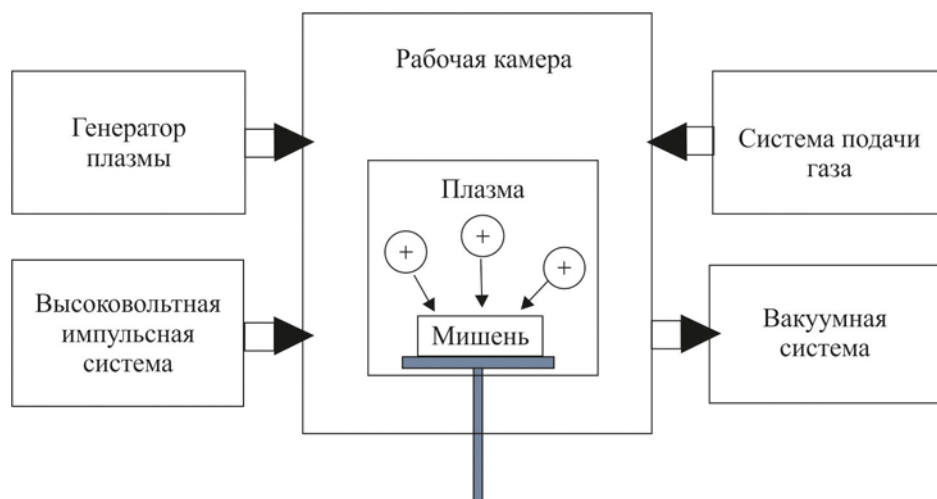 Рабочая камера
Генератор
плазмы
Система подачи
газа
Плазма
+
+
+
Высоковольтная
импульсная
система
Мишень
Вакуумная
система